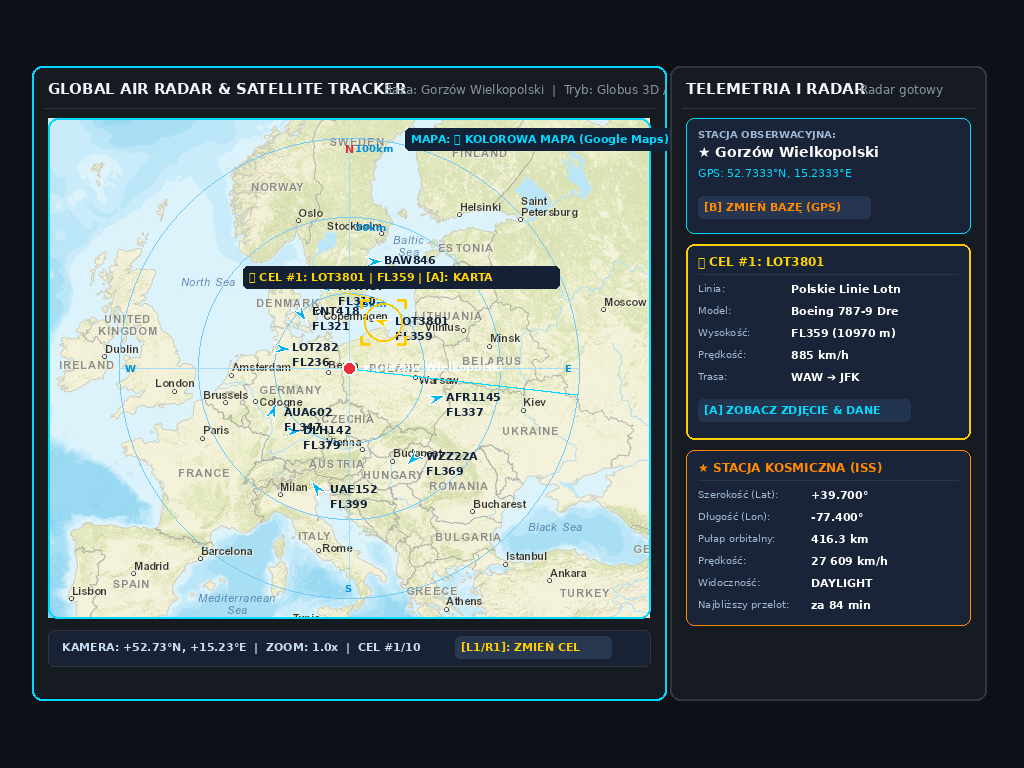 GLOBAL AIR RADAR & SATELLITE TRACKER
Baza: Gorzów Wielkopolski | Tryb: Globus 3D /
MAPA: KOLOROWA MAPA (Google Maps)
N
100km
SWEDEN
FINLAND
NORWAY
Oslo
Helsinki
Saint
Petersburg
Stockholm
Baltic
Sea
ESTONIA
BAW846
CEL #1: LOT3801 | FL359 | [A]: KARTA
North Sea
DENMARK
FL310
ENT418
FL321
Copenhagen
LOT3801
FL359
LITHUANIA
Vilnius
Moscow
UNITED
KINGDOM
Minsk
Dublin
IRELAND
LOT282
FL236
BELARUS
W
Amsterdam
Gorzów Wielkopolski
E
London
Warsaw
Brussels
GERMANY
Cologne
AFR1145
FL337
Kiev
AUA602
FL347
CZECHIA
DLH142
FL379
Paris
Vienna
UKRAINE
Budapest
WZZ22A
FL369
AUSTRIA
FRANCE
HUNGARY
ROMANIA
Milan
UAE152
FL399
Bucharest
Black Sea
ITALY
BULGARIA
Rome
GE
Barcelona
Istanbul
Madrid
Ankara
SPAIN
S
Lisbon
Mediterranean
Sea
GREECE
TURKEY
Athens
KAMERA: +52.73°N, +15.23°E | ZOOM: 1.0x | CEL #1/10
[L1/R1]: ZMIEŃ CEL
TELEMETRIA I RADAR
Radar gotowy
STACJA OBSERWACYJNA:
★ Gorzów Wielkopolski
GPS: 52.7333°N, 15.2333°E
[B] ZMIEŃ BAZĘ (GPS)
CEL #1: LOT3801
Linia: Polskie Linie Lotn
Model: Boeing 787-9 Dre
Wysokość: FL359 (10970 m)
Prędkość: 885 km/h
Trasa: WAW → JFK
[A] ZOBACZ ZDJĘCIE & DANE
★ STACJA KOSMICZNA (ISS)
Szerokość (Lat): +39.700°
Długość (Lon): -77.400°
Pułap orbitalny: 416.3 km
Prędkość: 27 609 km/h
Widoczność: DAYLIGHT
Najbliższy przelot: za 84 min